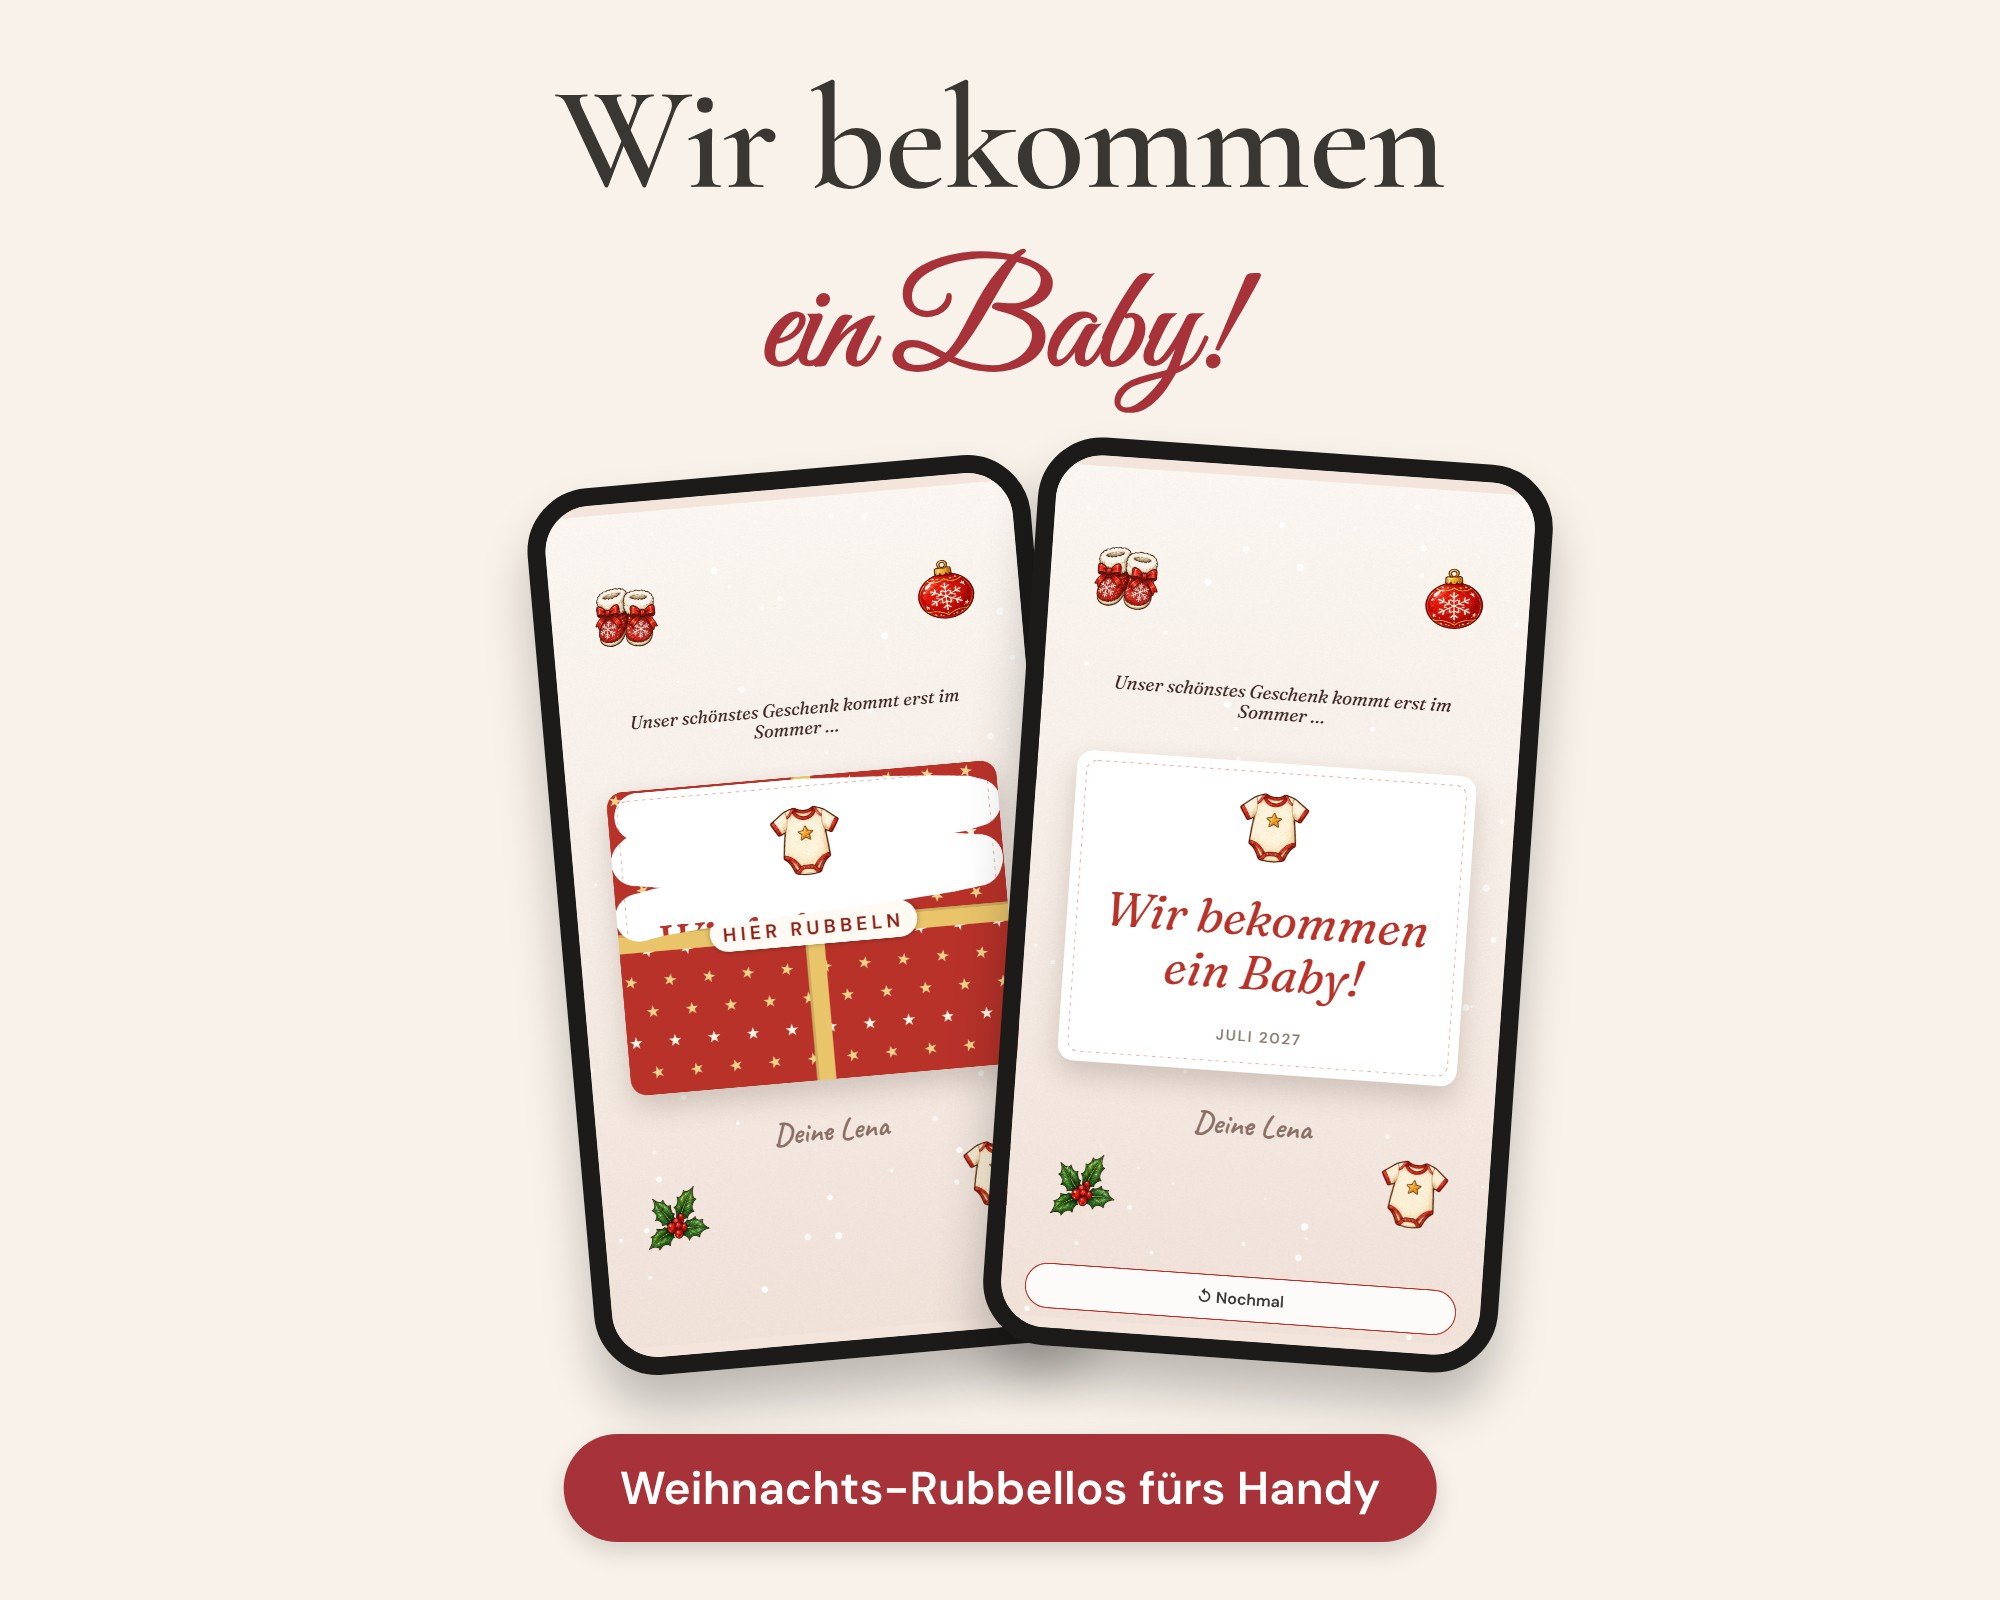 Wir bekommen
ein Baby!
Unser schönstes Geschenk kommt erst im
Sommer ...
HIER RUBBELN
Deine Lena
Unser schönstes Geschenk kommt erst im
Sommer ...
Wir bekommen
ein Baby!
JULI 2027
Deine Lena
Nochmal
Weihnachts-Rubbellos fürs Handy